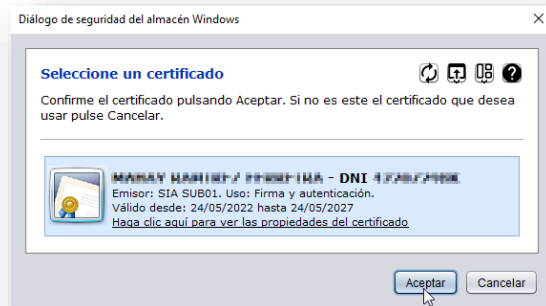 Diálogo de seguridad del almacén Windows
Seleccione un certificado
Confirme el certificado pulsando Aceptar. Si no es este el certificado que desea
usar pulse Cancelar.
- DNI
Emisor: SIA SUB01. Uso: Firma y autenticación.
Válido desde: 24/05/2022 hasta 24/05/2027
Haga clic aquí para ver las propiedades del certificado
Aceptar
Cancelar